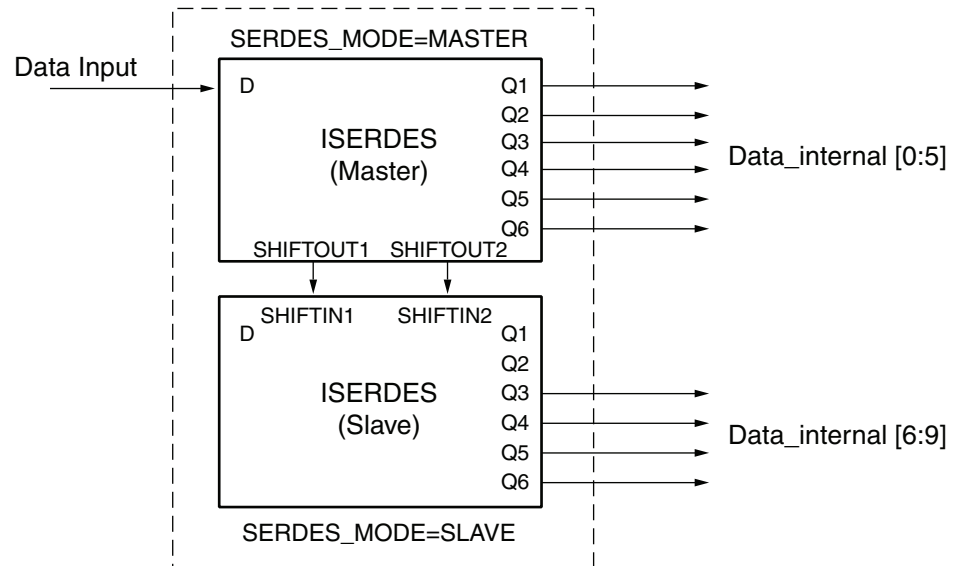 SERDES_MODE=MASTER
Data Input
D
Q1
Q2
ISERDES
(Master)
Q3
Q4
Data_internal [0:5]
Q5
Q6
SHIFTOUT1 SHIFTOUT2
SHIFTIN1 SHIFTIN2
D
Q1
Q2
ISERDES
(Slave)
Q3
Q4
Data_internal [6:9]
Q5
Q6
SERDES_MODE=SLAVE